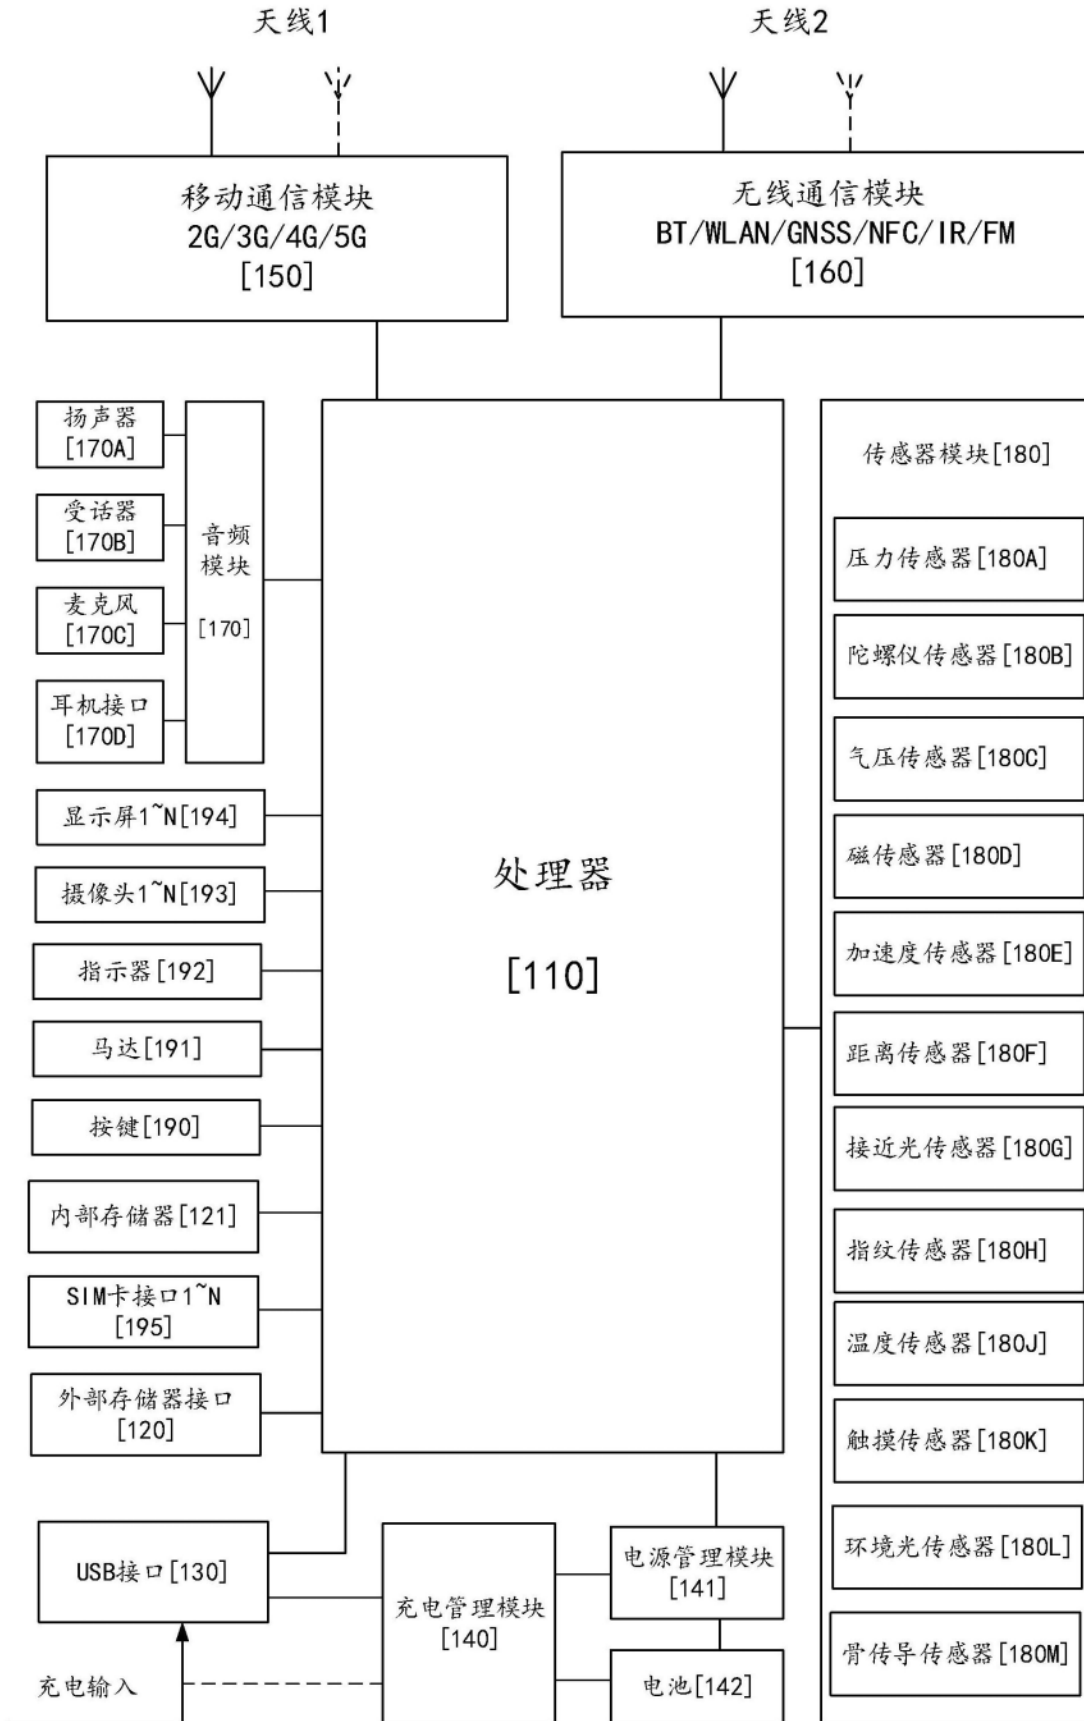 天线1
天线2
移动通信模块
2G/3G/4G/5G
[150]
无线通信模块
BT/WLAN/GNSS/NFC/IR/FM
[160]
扬声器
[170A]
受话器
[170B]
麦克风
[170C]
耳机接口
[170D]
音频
模块
[170]
显示屏1~N[194]
摄像头1~N[193]
指示器[192]
马达[191]
按键[190]
内部存储器[121]
SIM卡接口1~N
[195]
外部存储器接口
[120]
处理器
[110]
传感器模块[180]
压力传感器[180A]
陀螺仪传感器[180B]
气压传感器[180C]
磁传感器[180D]
加速度传感器[180E]
距离传感器[180F]
接近光传感器[180G]
指纹传感器[180H]
温度传感器[180J]
触摸传感器[180K]
环境光传感器[180L]
骨传导传感器[180M]
USB接口[130]
充电输入
充电管理模块
[140]
电源管理模块
[141]
电池[142]